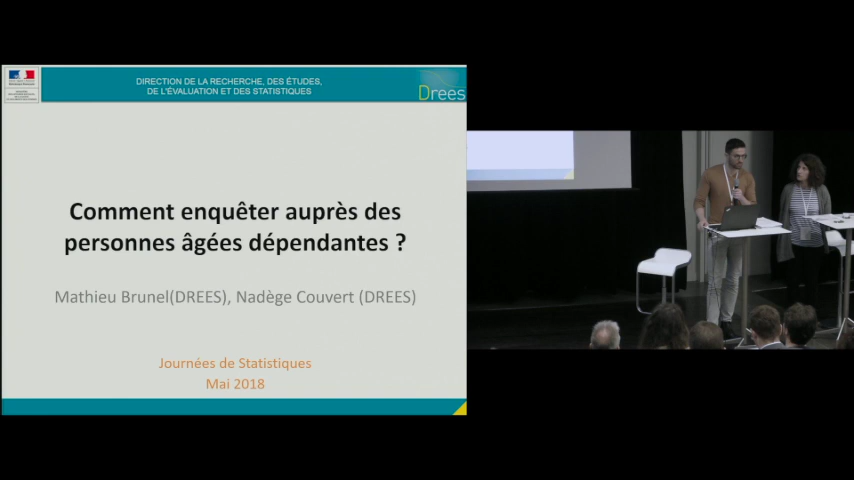 DIRECTION DE LA RECHERCHE, DES ÉTUDES,
DE L'ÉVALUATION ET DES STATISTIQUES
Drees
Comment enquêter auprès des
personnes âgées dépendantes ?
Mathieu Brunel(DREES), Nadège Couvert (DREES)
Journées de Statistiques
Mai 2018